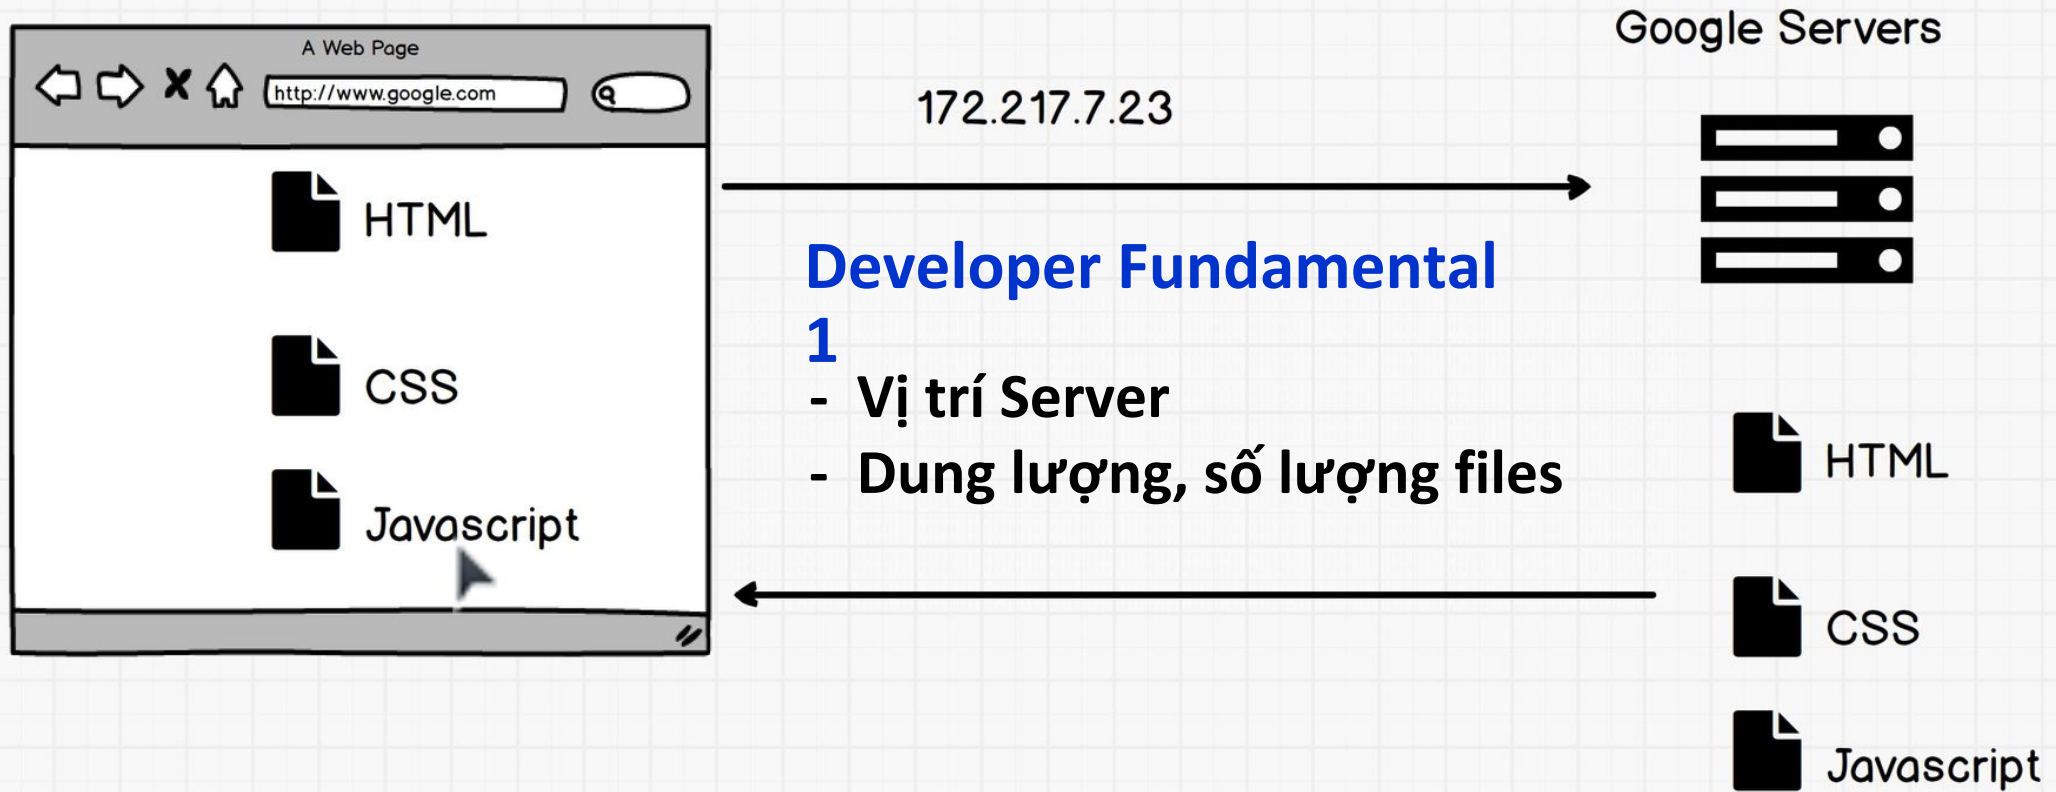 A Web Page
http://www.google.com
HTML
CSS
Javascript
172.217.7.23
Developer Fundamental
1
- Vị trí Server
- Dung lượng, số lượng files
Google Servers
HTML
CSS
Javascript